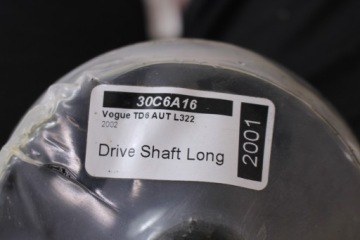 30C6A16
Vogue TD6 AUT L322
2002
Drive Shaft Long
2001